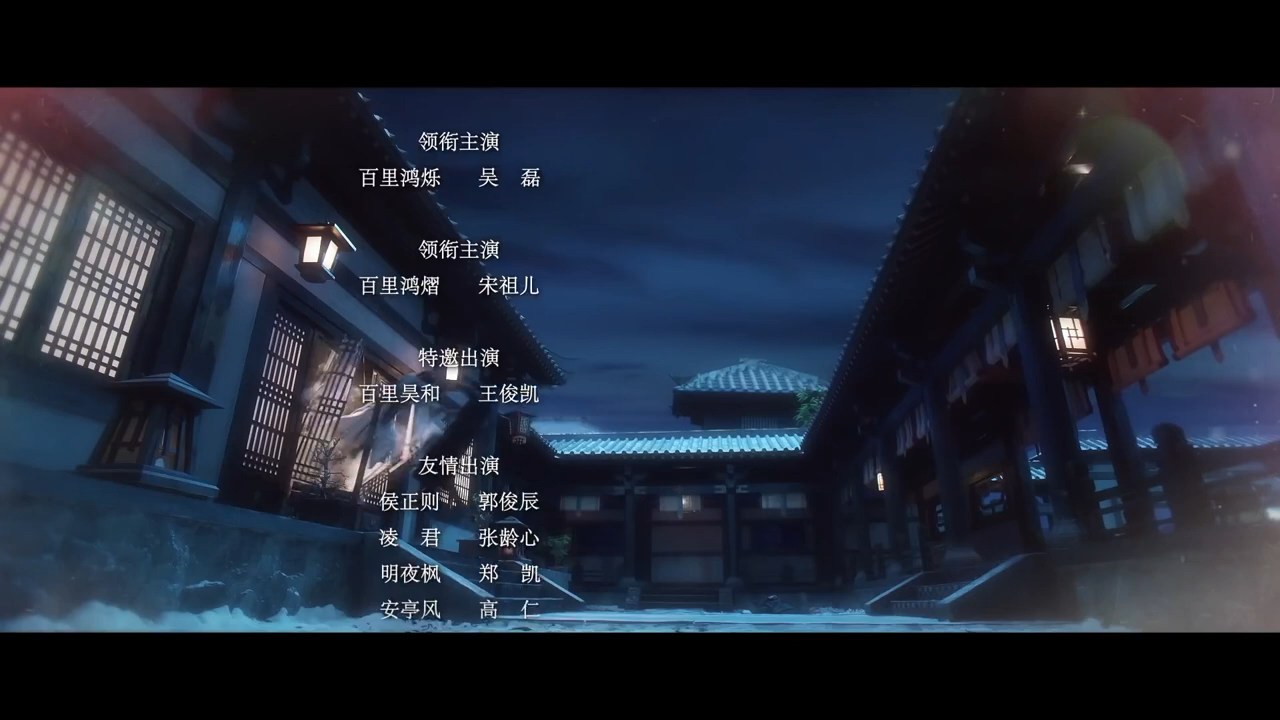 领衔主演
百里鸿烁 吴 磊
领衔主演
百里鸿熠 宋祖儿
特邀出演
百里昊和 王俊凯
友情出演
侯正则 郭俊辰
凌 君 张龄心
明夜枫 郑 凯
安亭风 高 仁